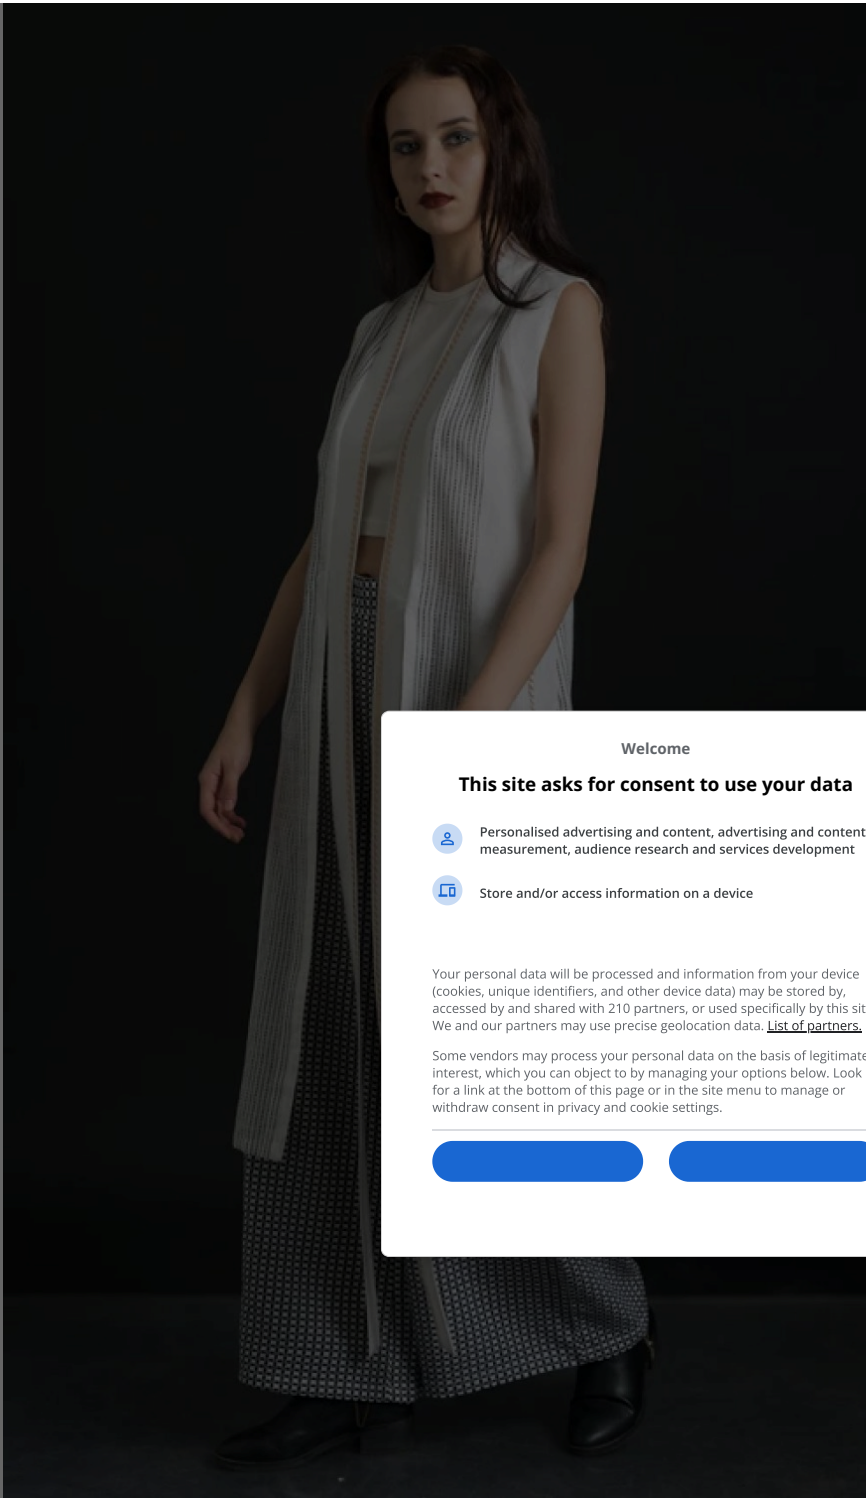 Welcome
This site asks for consent to use your data
Personalised advertising and content, advertising and content
measurement, audience research and services development
Store and/or access information on a device
Your personal data will be processed and information from your device
(cookies, unique identifiers, and other device data) may be stored by,
accessed by and shared with 210 partners, or used specifically by this sit
We and our partners may use precise geolocation data. List of partners.
Some vendors may process your personal data on the basis of legitimate
interest, which you can object to by managing your options below. Look
for a link at the bottom of this page or in the site menu to manage or
withdraw consent in privacy and cookie settings.